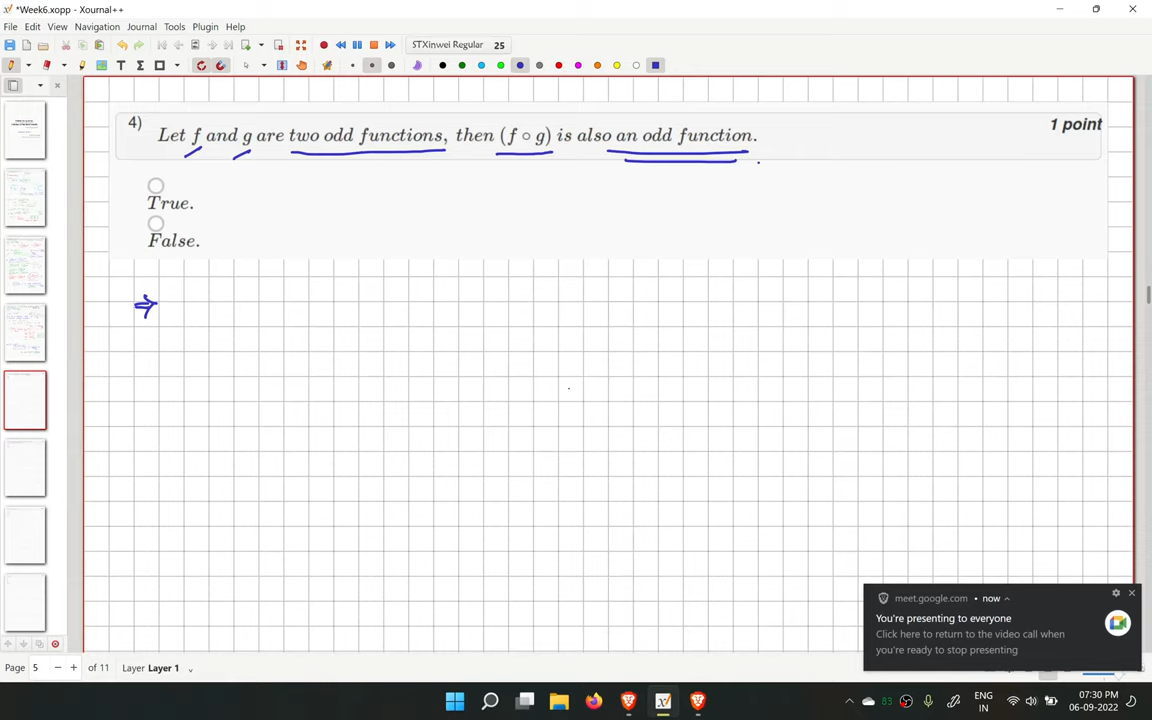 *Week6.xopp - Xournal++
File Edit View Navigation Journal Tools Plugin Help
STXinwei Regular 25
4) Let f and g are two odd functions, then (f ∘ g) is also an odd function. 1 point
True.
False.
⇒
meet.google.com • now
You're presenting to everyone
Click here to return to the video call when
you're ready to stop presenting
Page 5 of 11 Layer Layer 1
83 ENG IN 07:30 PM 06-09-2022